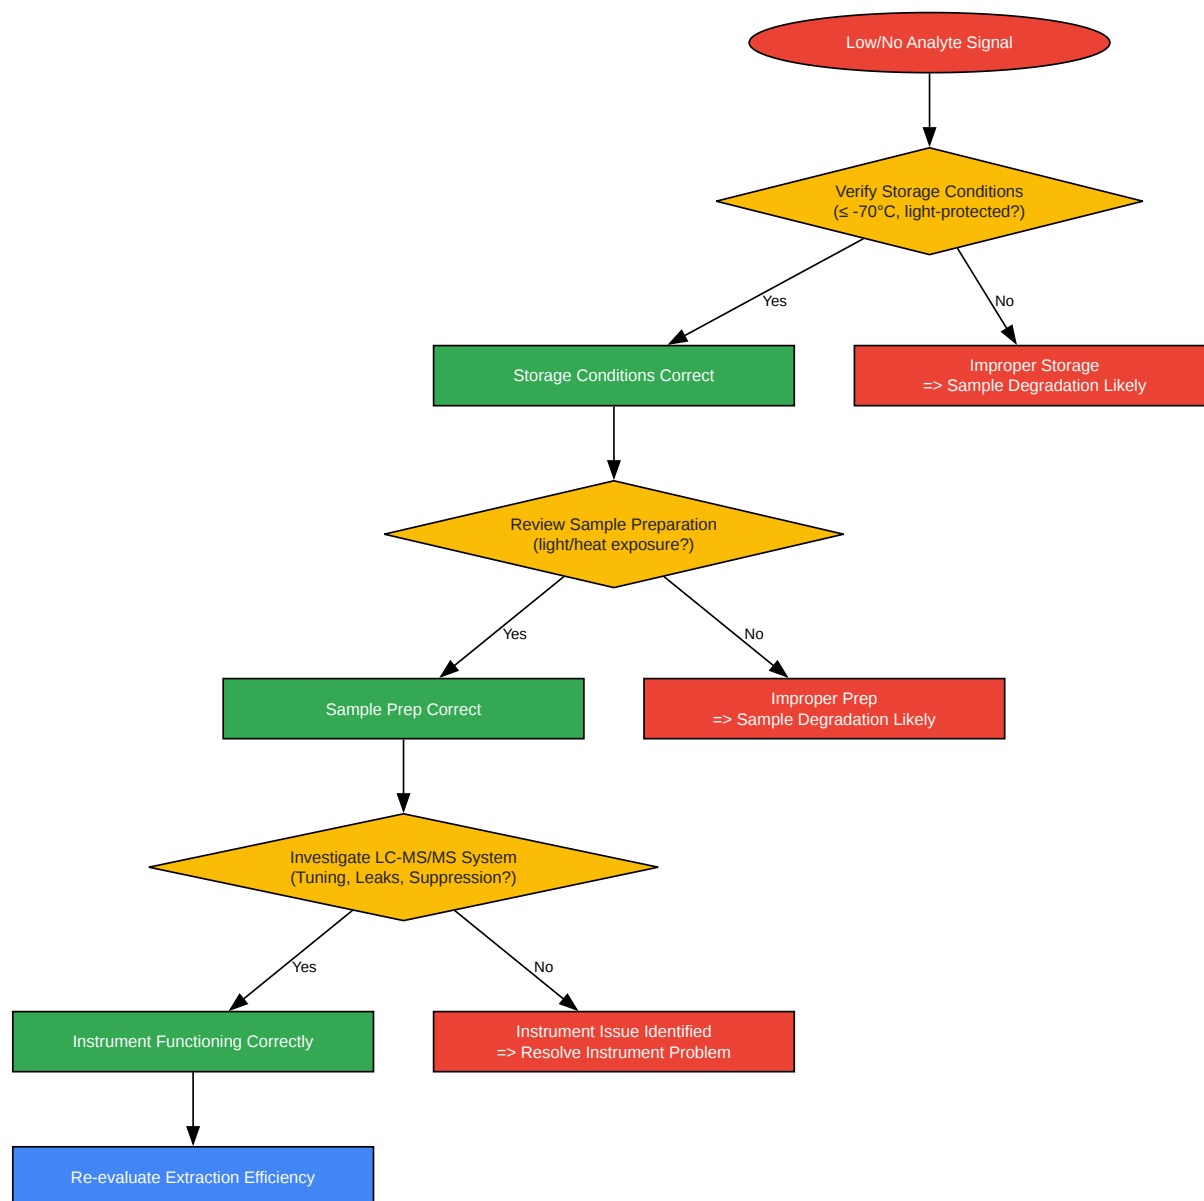 Low/No Analyte Signal
Verify Storage Conditions
(≤ -70°C, light-protected?)
Yes
No
Storage Conditions Correct
Improper Storage
=> Sample Degradation Likely
Review Sample Preparation
(light/heat exposure?)
Yes
No
Sample Prep Correct
Improper Prep
=> Sample Degradation Likely
Investigate LC-MS/MS System
(Tuning, Leaks, Suppression?)
Yes
No
Instrument Functioning Correctly
Instrument Issue Identified
=> Resolve Instrument Problem
Re-evaluate Extraction Efficiency